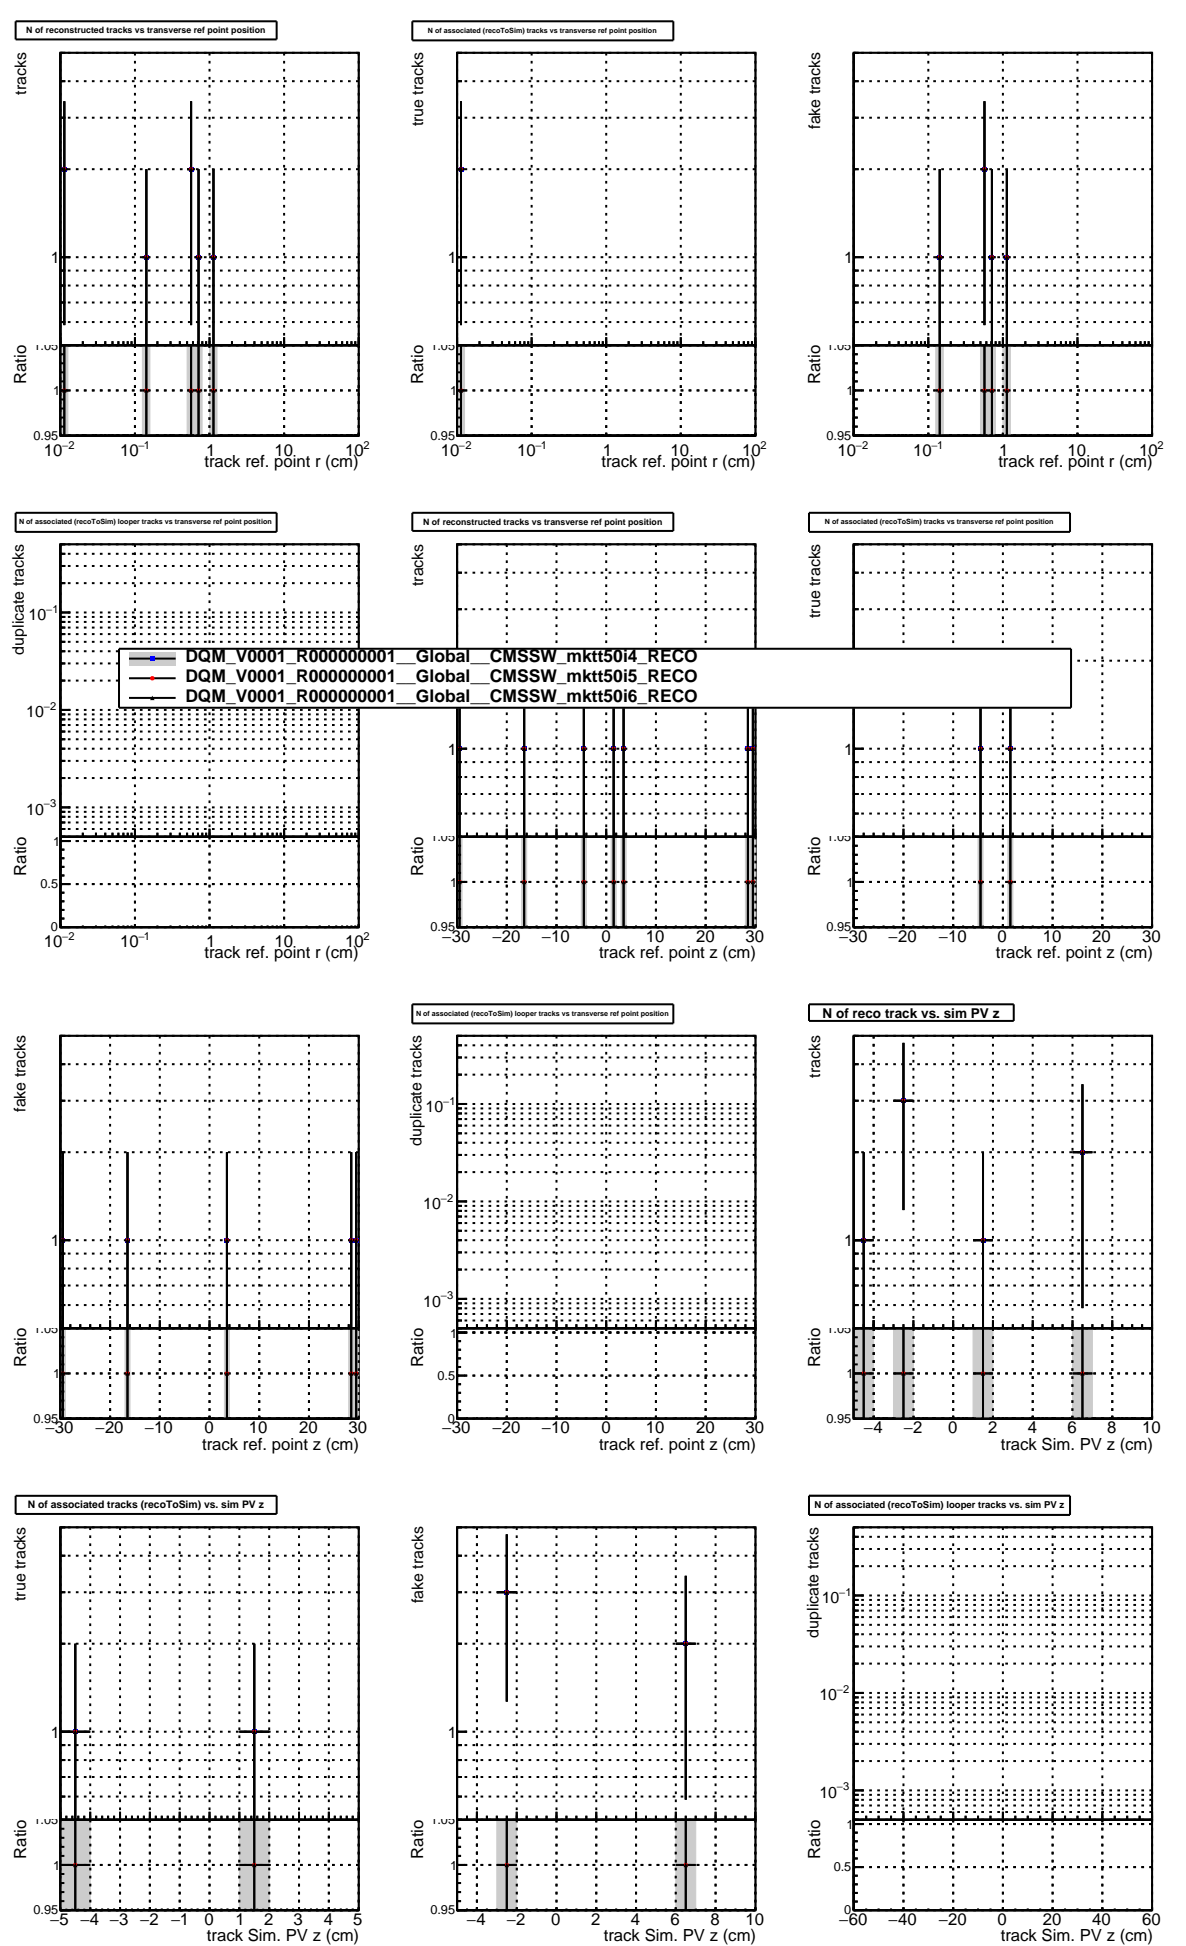 N of reconstructed tracks vs transverse ref point position
tracks
1
Ratio
1.05
1
0.95
10−2 10−1 1 10 102
track ref. point r (cm)
N of associated (recoToSim) tracks vs transverse ref point position
true tracks
1
Ratio
1.05
1
0.95
10−2 10−1 1 10 102
track ref. point r (cm)
fake tracks
1
Ratio
1.05
1
0.95
10−2 10−1 1 10 102
track ref. point r (cm)
N of associated (recoToSim) looper tracks vs transverse ref point position
duplicate tracks
10−1
10−2
10−3
Ratio
1
0.5
0
10−2 10−1 1 10 102
track ref. point r (cm)
N of reconstructed tracks vs transverse ref point position
tracks
1
Ratio
1.05
1
0.95
−30 −20 −10 0 10 20 30
track ref. point z (cm)
N of associated (recoToSim) tracks vs transverse ref point position
true tracks
1
Ratio
1.05
1
0.95
−30 −20 −10 0 10 20 30
track ref. point z (cm)
DQM_V0001_R000000001__Global__CMSSW_mktt50i4_RECO
DQM_V0001_R000000001__Global__CMSSW_mktt50i5_RECO
DQM_V0001_R000000001__Global__CMSSW_mktt50i6_RECO
fake tracks
1
Ratio
1.05
1
0.95
−30 −20 −10 0 10 20 30
track ref. point z (cm)
N of associated (recoToSim) looper tracks vs transverse ref point position
duplicate tracks
10−1
10−2
10−3
Ratio
1
0.5
0
−30 −20 −10 0 10 20 30
track ref. point z (cm)
N of reco track vs. sim PV z
tracks
1
Ratio
1.05
1
0.95
−4 −2 0 2 4 6 8 10
track Sim. PV z (cm)
N of associated tracks (recoToSim) vs. sim PV z
true tracks
1
Ratio
1.05
1
0.95
−5 −4 −3 −2 −1 0 1 2 3 4 5
track Sim. PV z (cm)
fake tracks
1
Ratio
1.05
1
0.95
−4 −2 0 2 4 6 8 10
track Sim. PV z (cm)
N of associated (recoToSim) looper tracks vs. sim PV z
duplicate tracks
10−1
10−2
10−3
Ratio
1
0.5
0
−60 −40 −20 0 20 40 60
track Sim. PV z (cm)